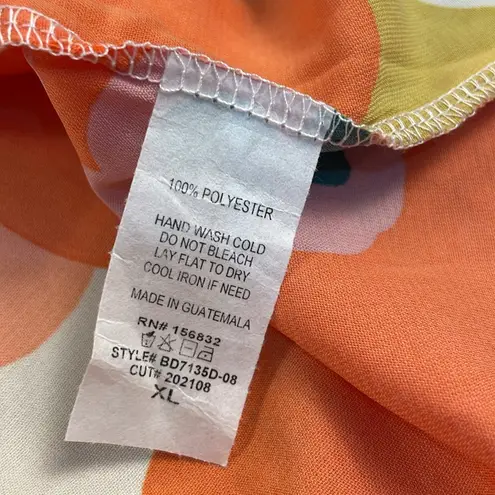 100% POLYESTER
HAND WASH COLD
DO NOT BLEACH
LAY FLAT TO DRY
COOL IRON IF NEED
MADE IN GUATEMALA
RN# 156832
STYLE# BD7135D-08
CUT# 202108
XL